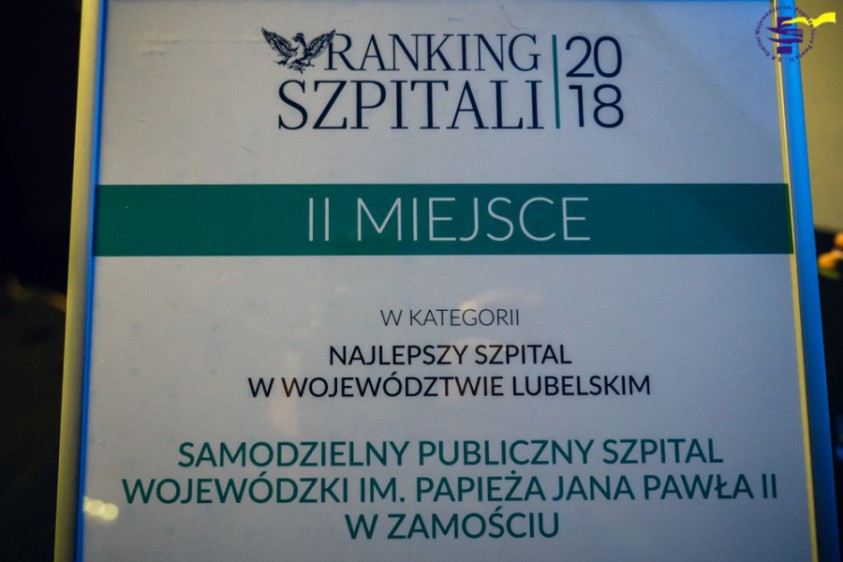 RANKING 20
SZPITALI 18
II MIEJSCE
W KATEGORII
NAJLEPSZY SZPITAL
W WOJEWÓDZTWIE LUBELSKIM
SAMODZIELNY PUBLICZNY SZPITAL
WOJEWÓDZKI IM. PAPIEŻA JANA PAWŁA II
W ZAMOŚCIU